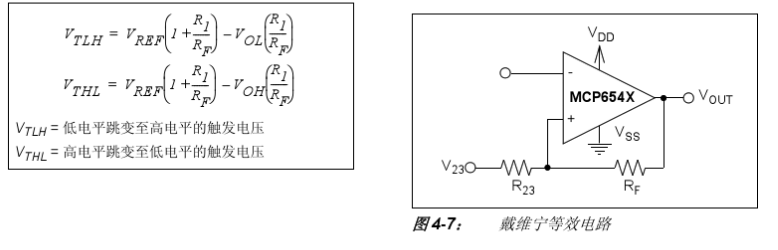 V_TLH = V_REF(1 + R_1/R_F) – V_OL(R_1/R_F)
V_THL = V_REF(1 + R_1/R_F) – V_OH(R_1/R_F)
V_TLH = 低电平跳变至高电平的触发电压
V_THL = 高电平跳变至低电平的触发电压
V_DD
-
MCP654X
V_OUT
+
V_SS
V_23
R_23
R_F
图 4-7： 戴维宁等效电路